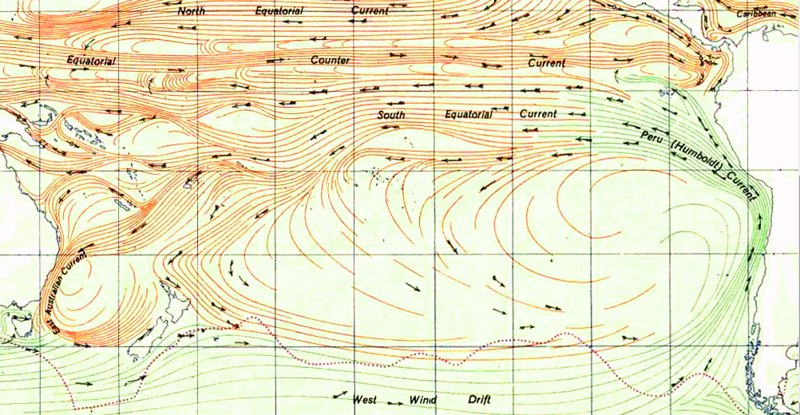 North Equatorial Current
Caribbean
Equatorial Counter Current
South Equatorial Current
Peru (Humboldt) Current
East Australian Current
West Wind Drift